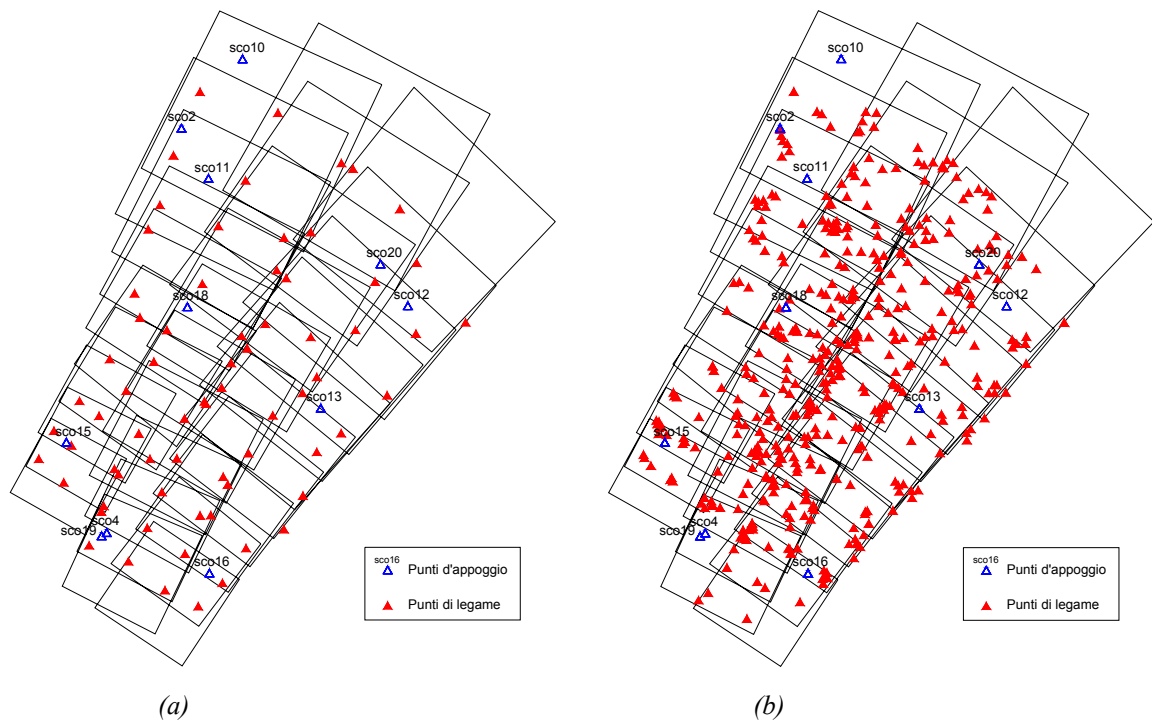 sco10
sco2
sco11
sco20
sco12
sco18
sco13
sco15
sco4
sco19
sco16
sco16 Punti d'appoggio
Punti di legame
(a)
sco10
sco2
sco11
sco20
sco12
sco18
sco13
sco15
sco4
sco19
sco16
sco16 Punti d'appoggio
Punti di legame
(b)